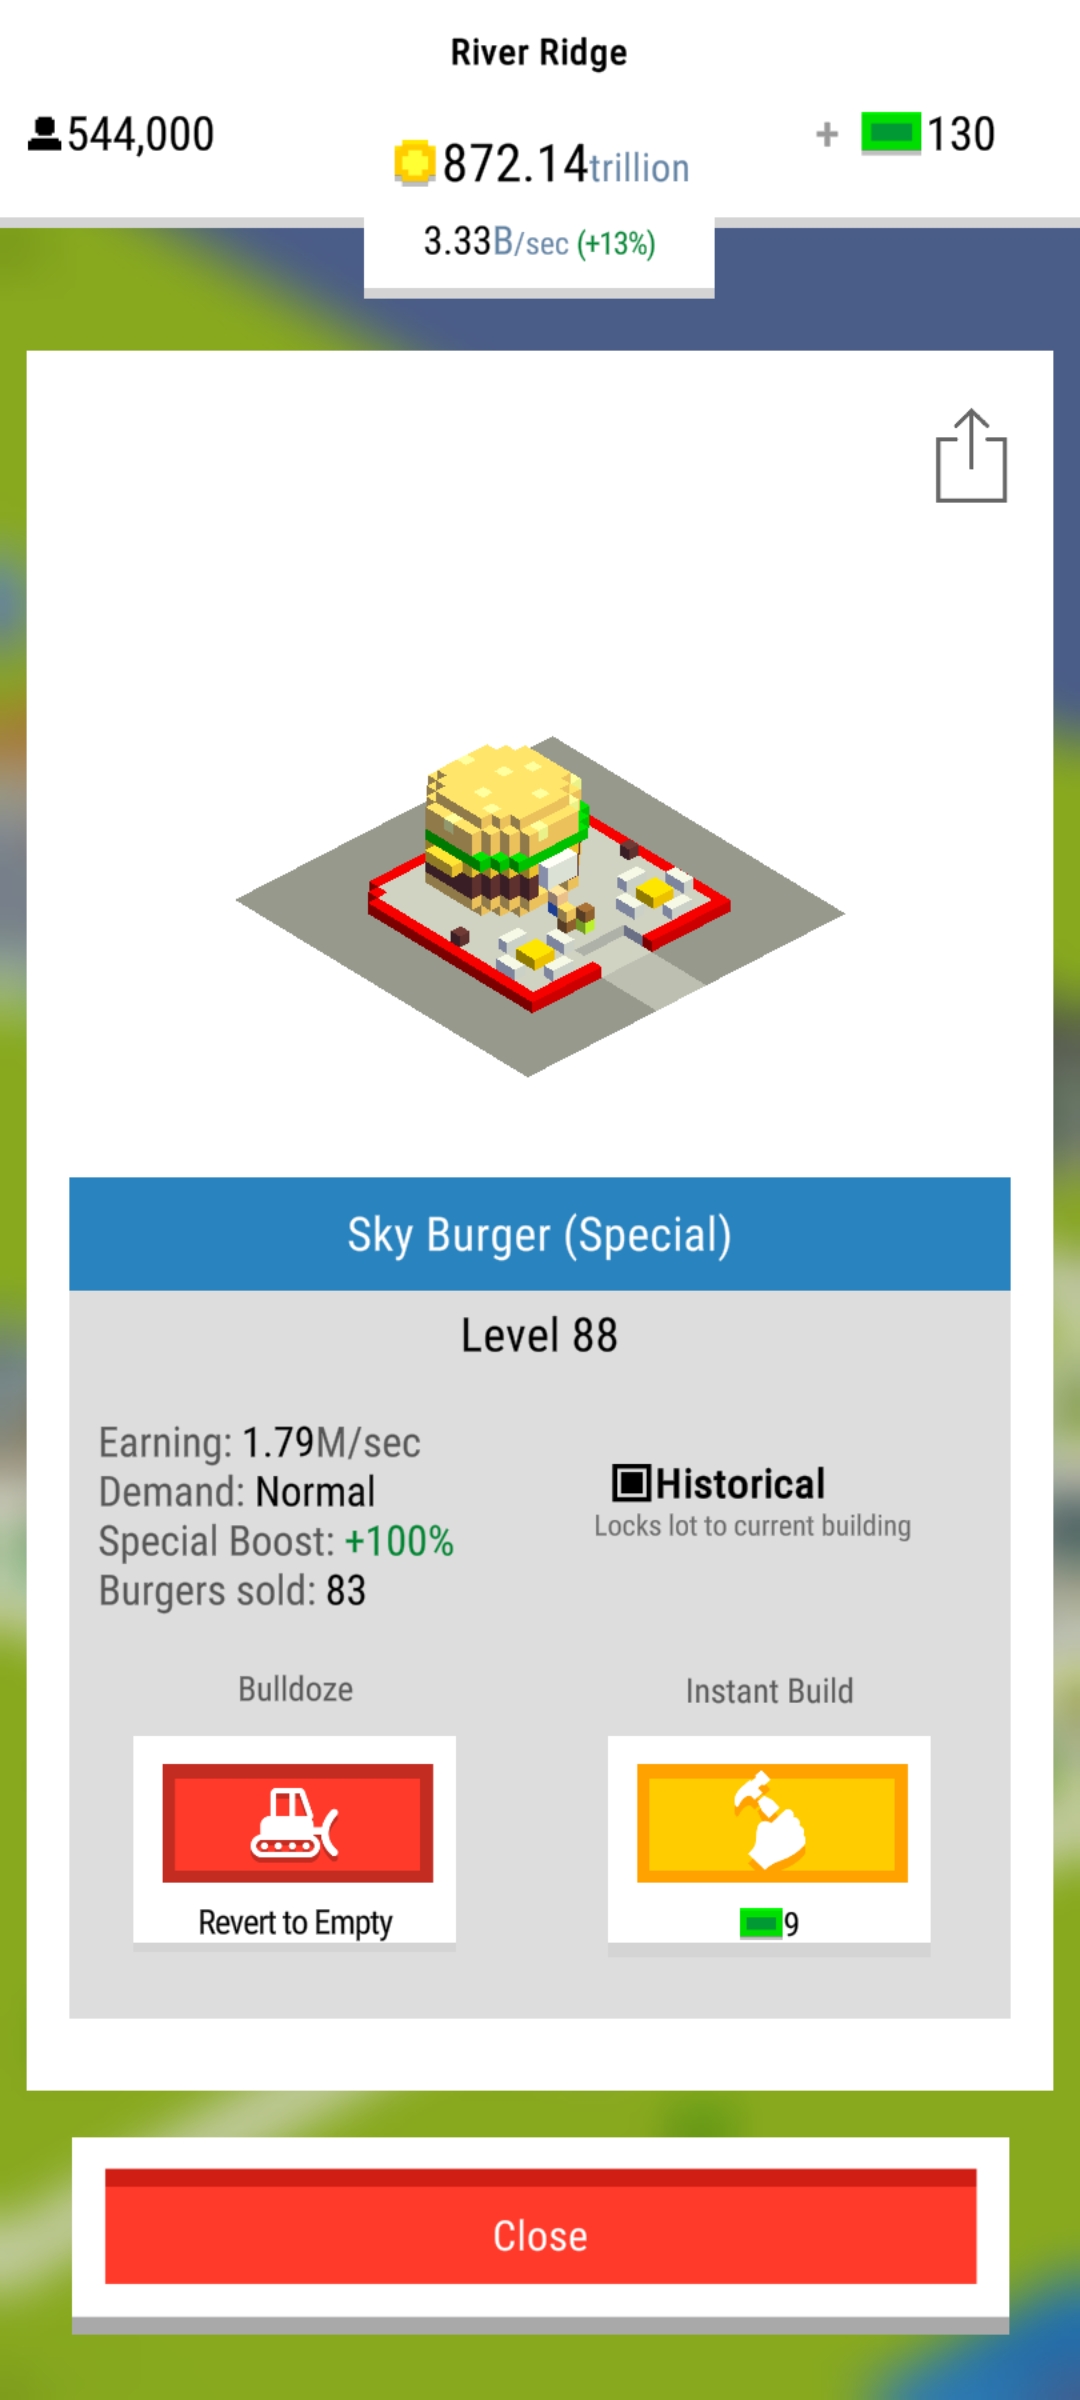 River Ridge
544,000
872.14trillion
+ 130
3.33B/sec (+13%)
Sky Burger (Special)
Level 88
Earning: 1.79M/sec
Demand: Normal
Special Boost: +100%
Burgers sold: 83
Historical
Locks lot to current building
Bulldoze
Instant Build
Revert to Empty
9
Close